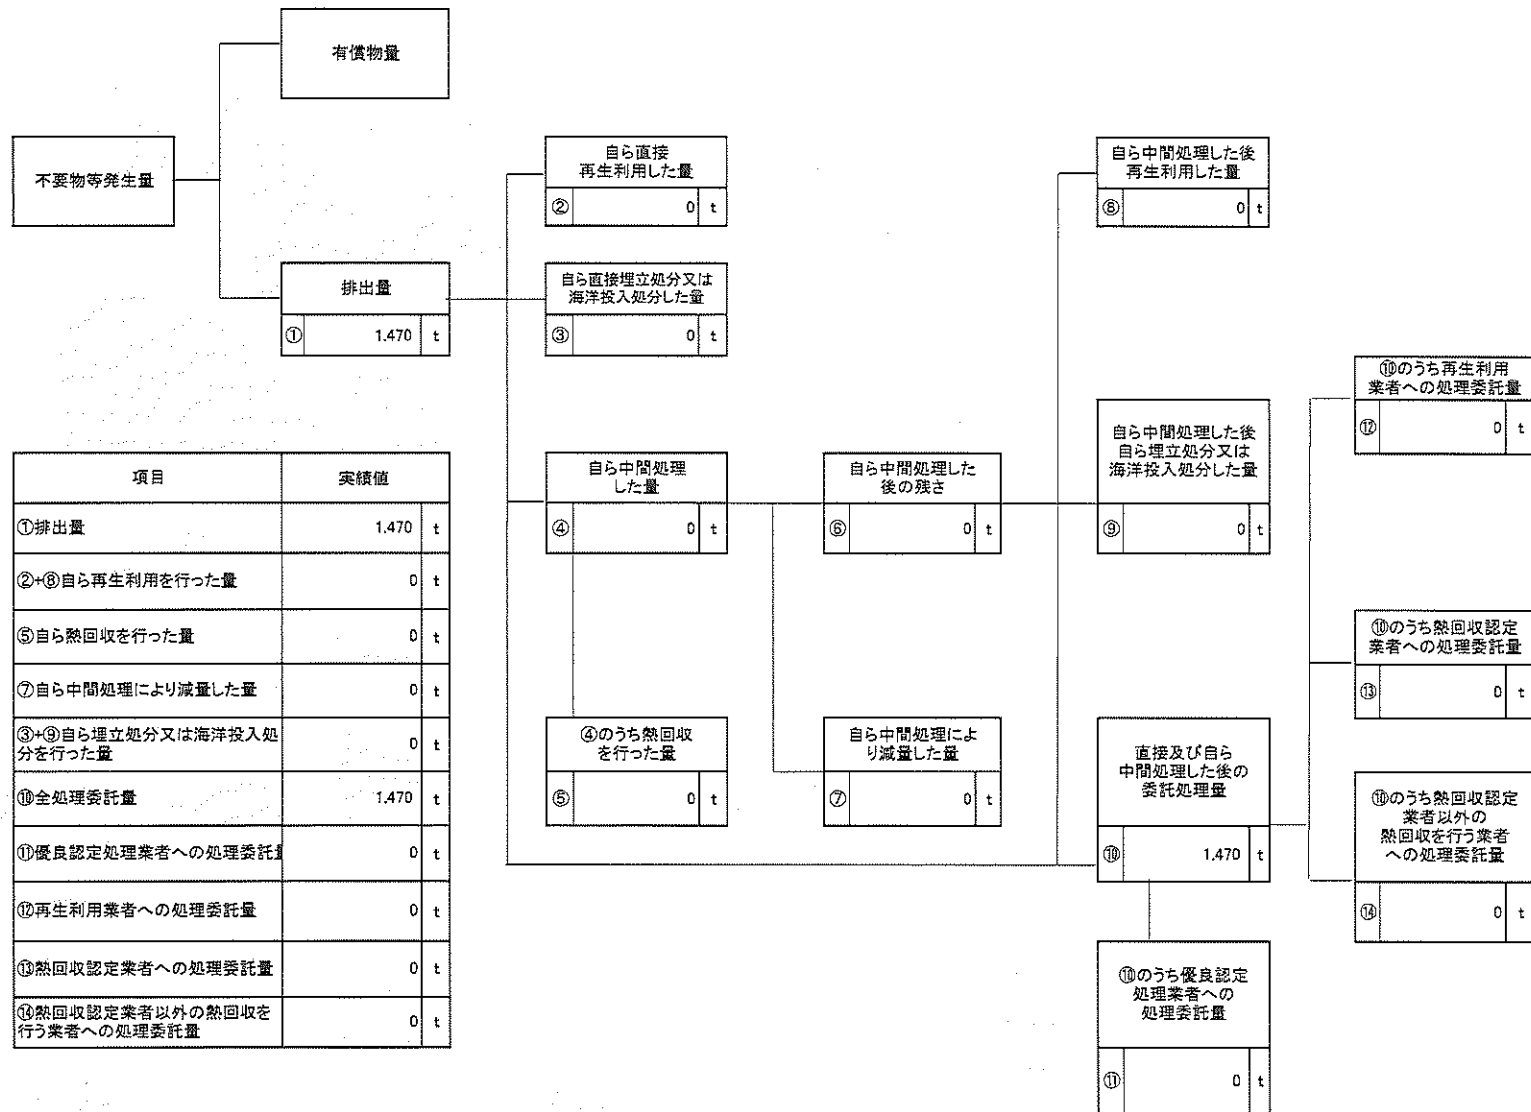 有償物量
不要物等発生量
排出量
① 1.470 t
自ら直接
再生利用した量
② 0 t
自ら直接埋立処分又は
海洋投入処分した量
③ 0 t
自ら中間処理
した量
④ 0 t
④のうち熱回収
を行った量
⑤ 0 t
自ら中間処理した
後の残さ
⑥ 0 t
自ら中間処理によ
り減量した量
⑦ 0 t
自ら中間処理した後
再生利用した量
⑧ 0 t
自ら中間処理した後
自ら埋立処分又は
海洋投入処分した量
⑨ 0 t
直接及び自ら
中間処理した後の
委託処理量
⑩ 1.470 t
⑩のうち優良認定
処理業者への
処理委託量
⑪ 0 t
⑩のうち再生利用
業者への処理委託量
⑫ 0 t
⑩のうち熱回収認定
業者への処理委託量
⑬ 0 t
⑩のうち熱回収認定
業者以外の
熱回収を行う業者
への処理委託量
⑭ 0 t
項目 実績値
①排出量 1.470 t
②+⑧自ら再生利用を行った量 0 t
⑤自ら熱回収を行った量 0 t
⑦自ら中間処理により減量した量 0 t
③+⑨自ら埋立処分又は海洋投入処
分を行った量 0 t
⑩全処理委託量 1.470 t
⑪優良認定処理業者への処理委託量 0 t
⑫再生利用業者への処理委託量 0 t
⑬熱回収認定業者への処理委託量 0 t
⑭熱回収認定業者以外の熱回収を
行う業者への処理委託量 0 t